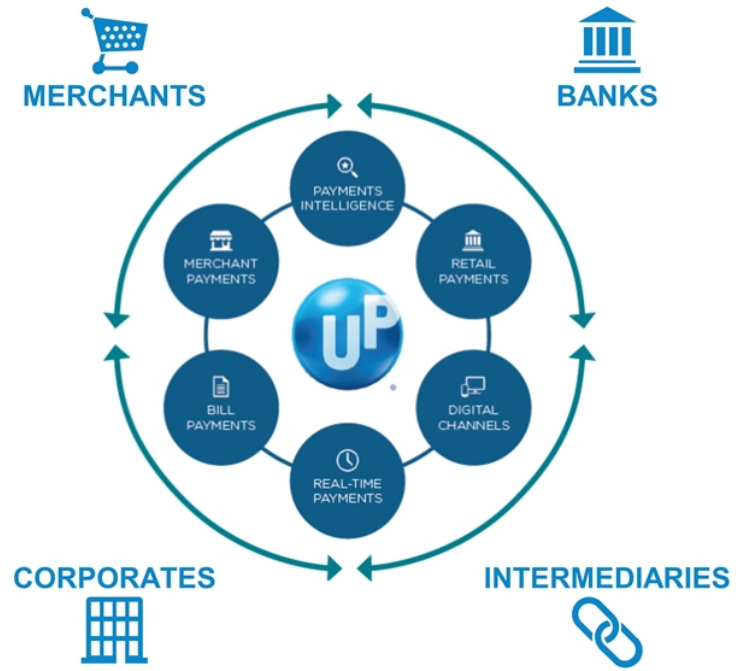 MERCHANTS
BANKS
PAYMENTS
INTELLIGENCE
MERCHANT
PAYMENTS
RETAIL
PAYMENTS
UP
®
BILL
PAYMENTS
DIGITAL
CHANNELS
REAL-TIME
PAYMENTS
CORPORATES
INTERMEDIARIES